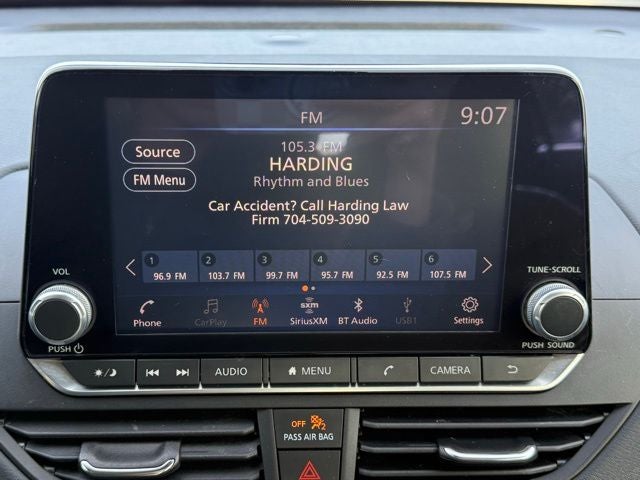 FM 9:07
105.3 FM
Source HARDING
Rhythm and Blues
FM Menu
Car Accident? Call Harding Law
Firm 704-509-3090
1 2 3 4 5 6
96.9 FM 103.7 FM 99.7 FM 95.7 FM 92.5 FM 107.5 FM
VOL TUNE·SCROLL
sxm
Phone CarPlay FM SiriusXM BT Audio USB1 Settings
PUSH PUSH SOUND
AUDIO MENU CAMERA
OFF 2
PASS AIR BAG